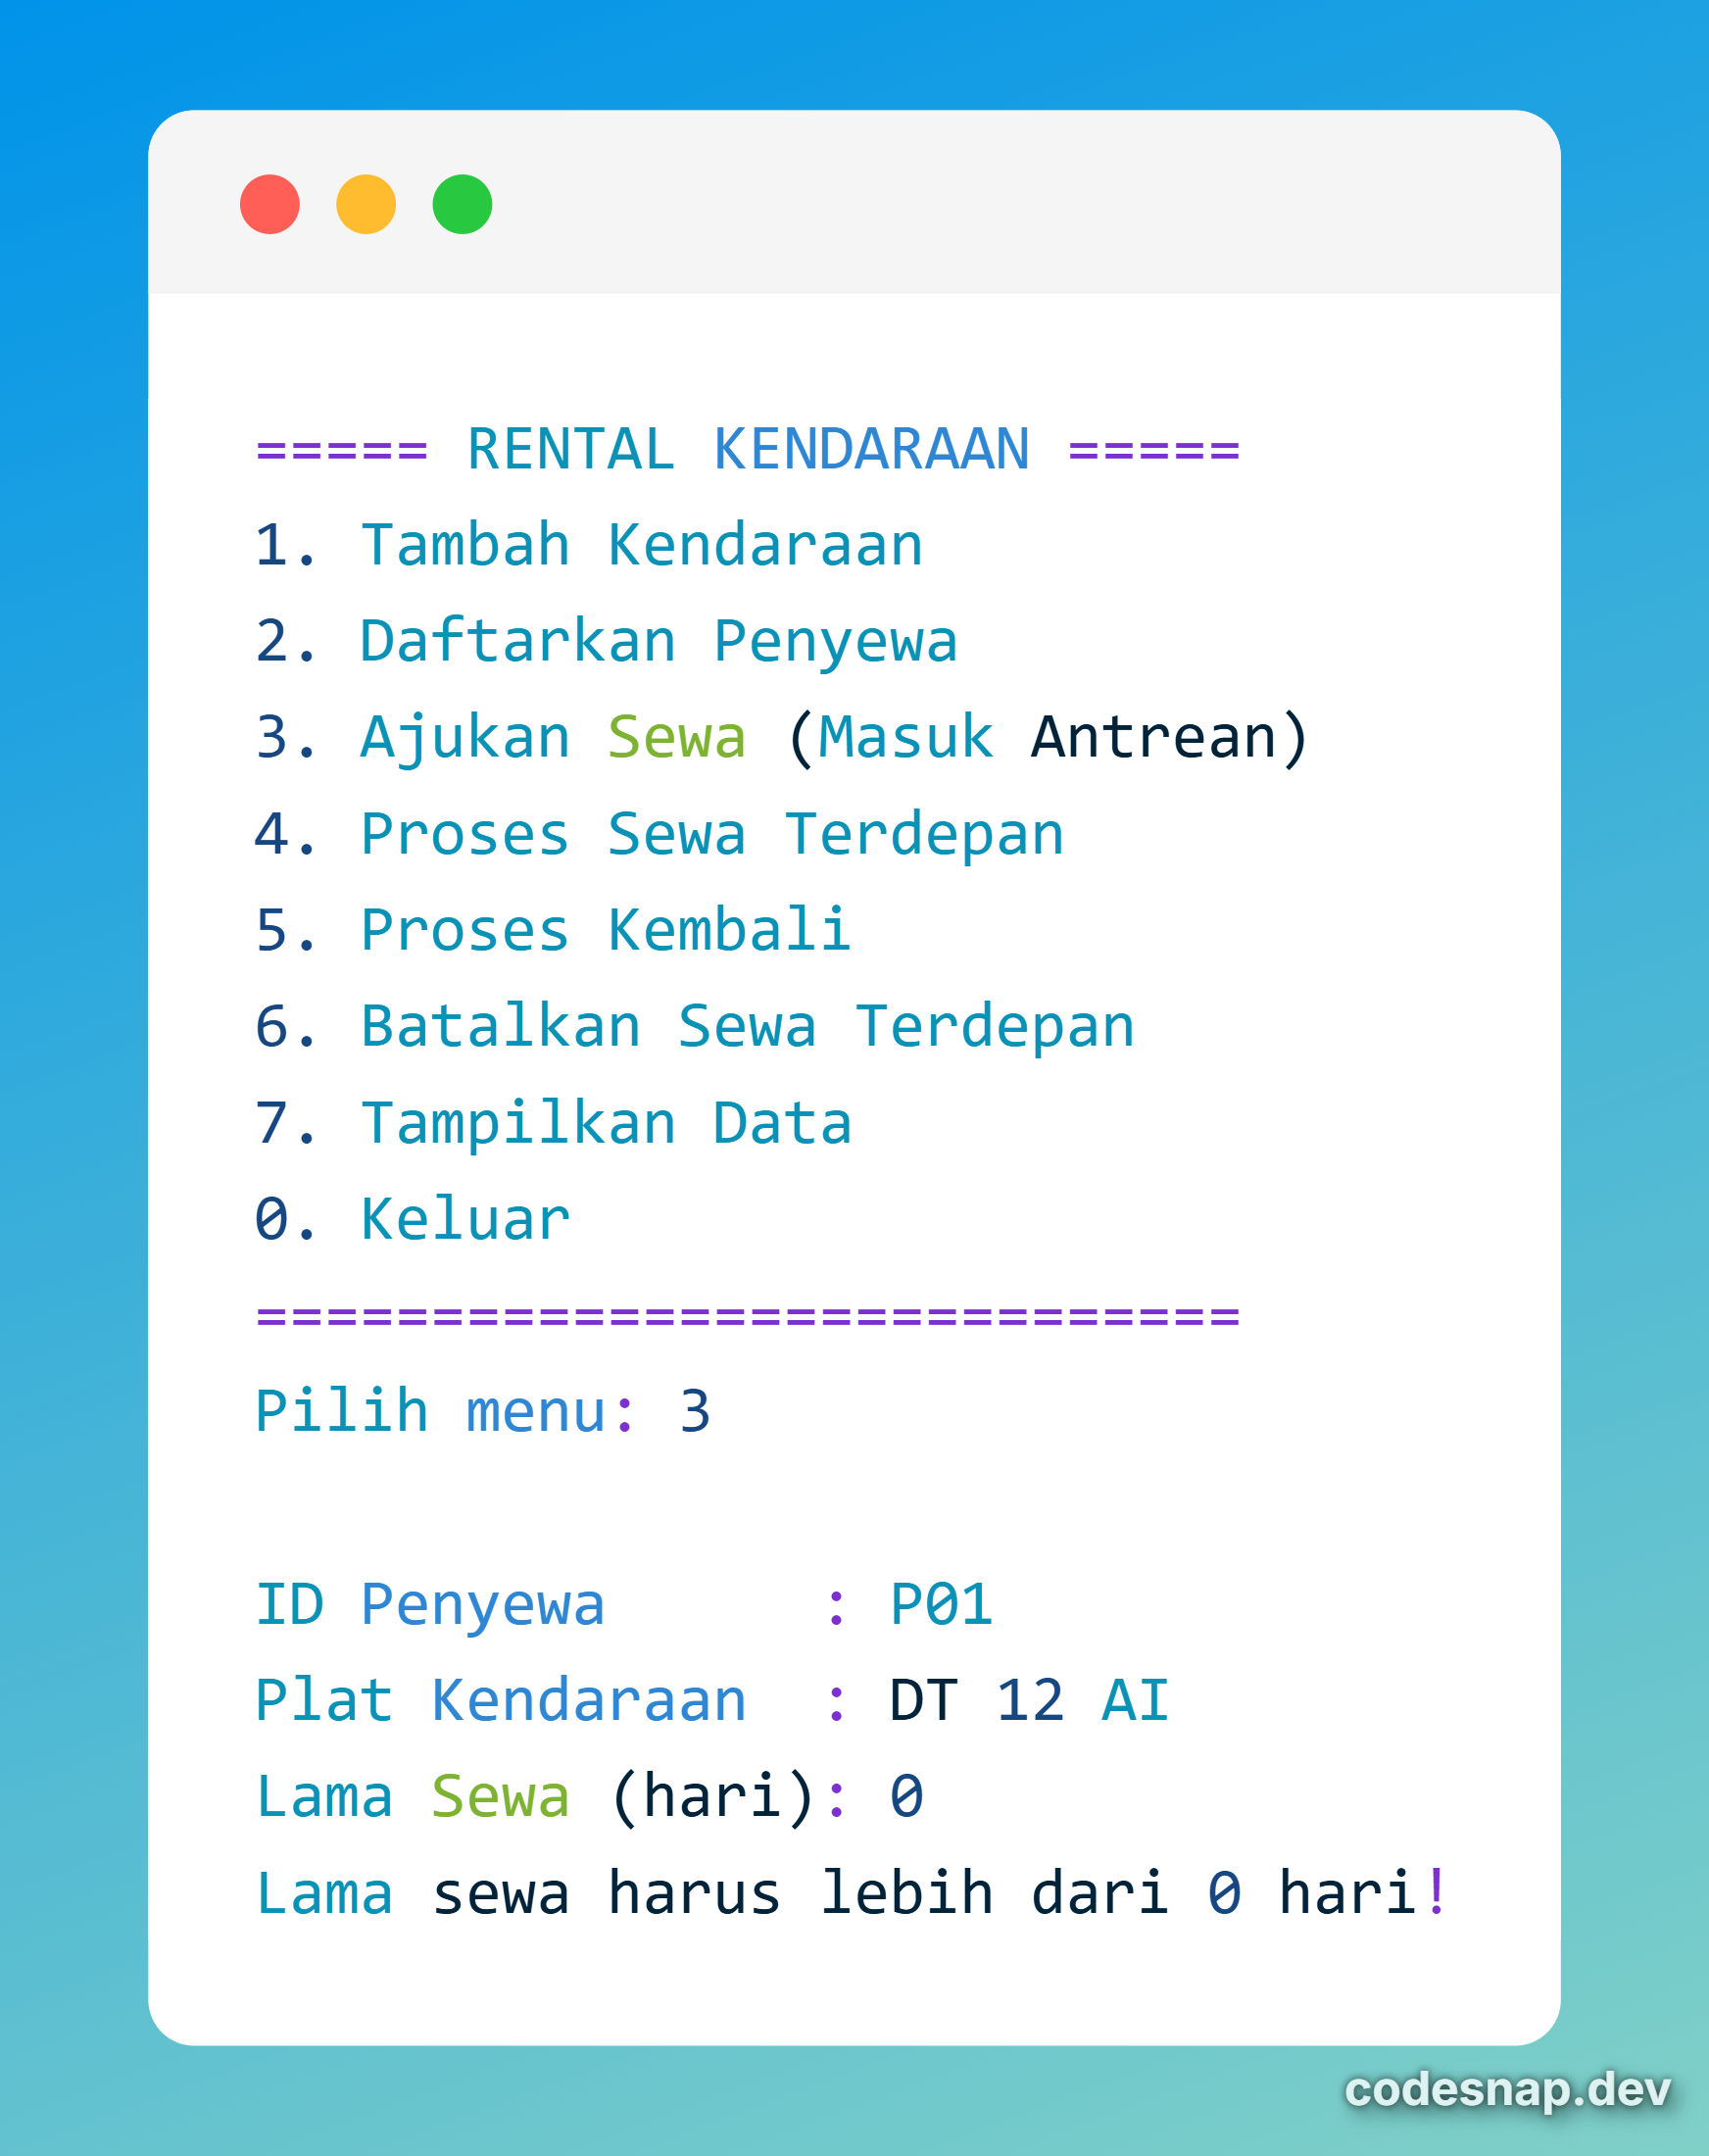 ===== RENTAL KENDARAAN =====
1. Tambah Kendaraan
2. Daftarkan Penyewa
3. Ajukan Sewa (Masuk Antrean)
4. Proses Sewa Terdepan
5. Proses Kembali
6. Batalkan Sewa Terdepan
7. Tampilkan Data
0. Keluar
============================
Pilih menu: 3

ID Penyewa      : P01
Plat Kendaraan  : DT 12 AI
Lama Sewa (hari): 0
Lama sewa harus lebih dari 0 hari!
codesnap.dev